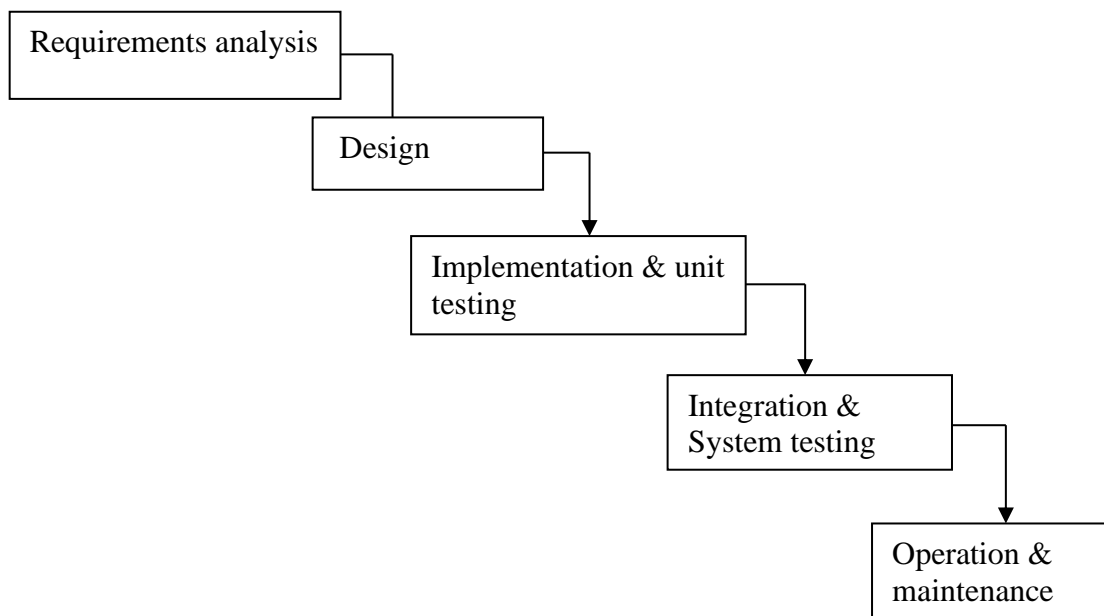 Requirements analysis
Design
Implementation & unit
testing
Integration &
System testing
Operation &
maintenance